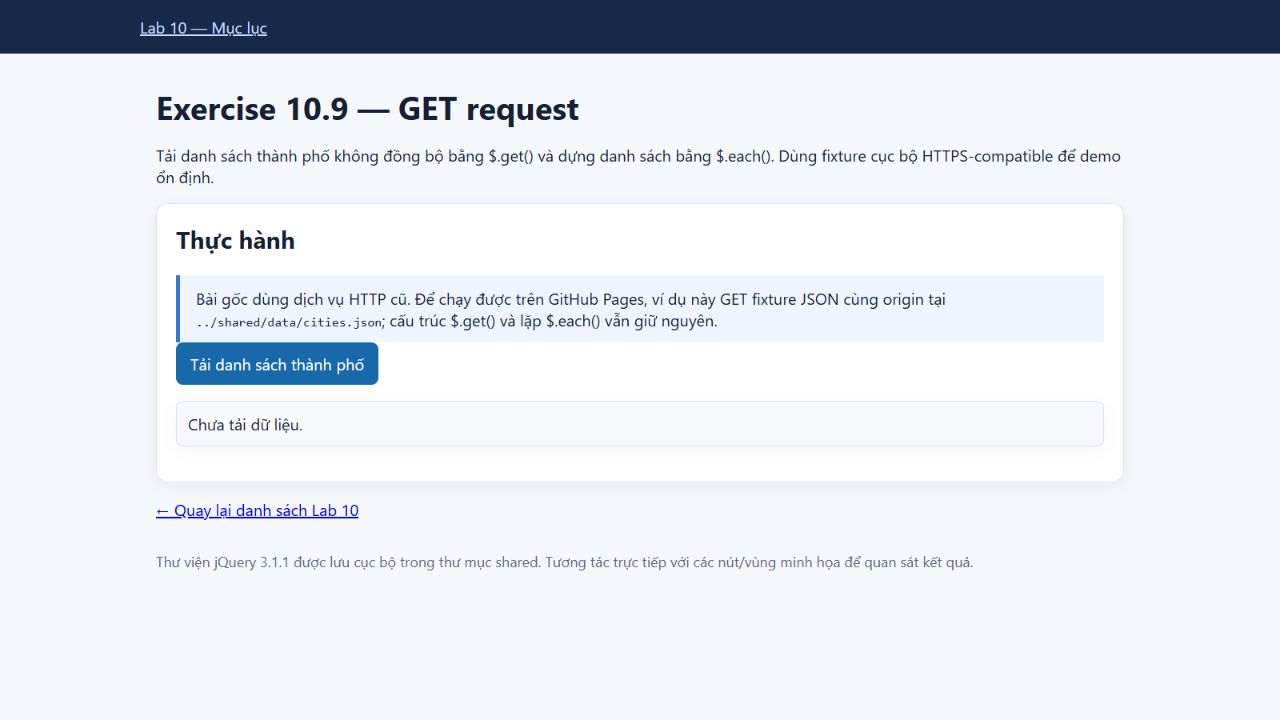 Lab 10 — Mục lục
Exercise 10.9 — GET request
Tải danh sách thành phố không đồng bộ bằng $.get() và dựng danh sách bằng $.each(). Dùng fixture cục bộ HTTPS-compatible để demo
ổn định.
Thực hành
Bài gốc dùng dịch vụ HTTP cũ. Để chạy được trên GitHub Pages, ví dụ này GET fixture JSON cùng origin tại
../shared/data/cities.json; cấu trúc $.get() và lặp $.each() vẫn giữ nguyên.
Tải danh sách thành phố
Chưa tải dữ liệu.
← Quay lại danh sách Lab 10
Thư viện jQuery 3.1.1 được lưu cục bộ trong thư mục shared. Tương tác trực tiếp với các nút/vùng minh họa để quan sát kết quả.